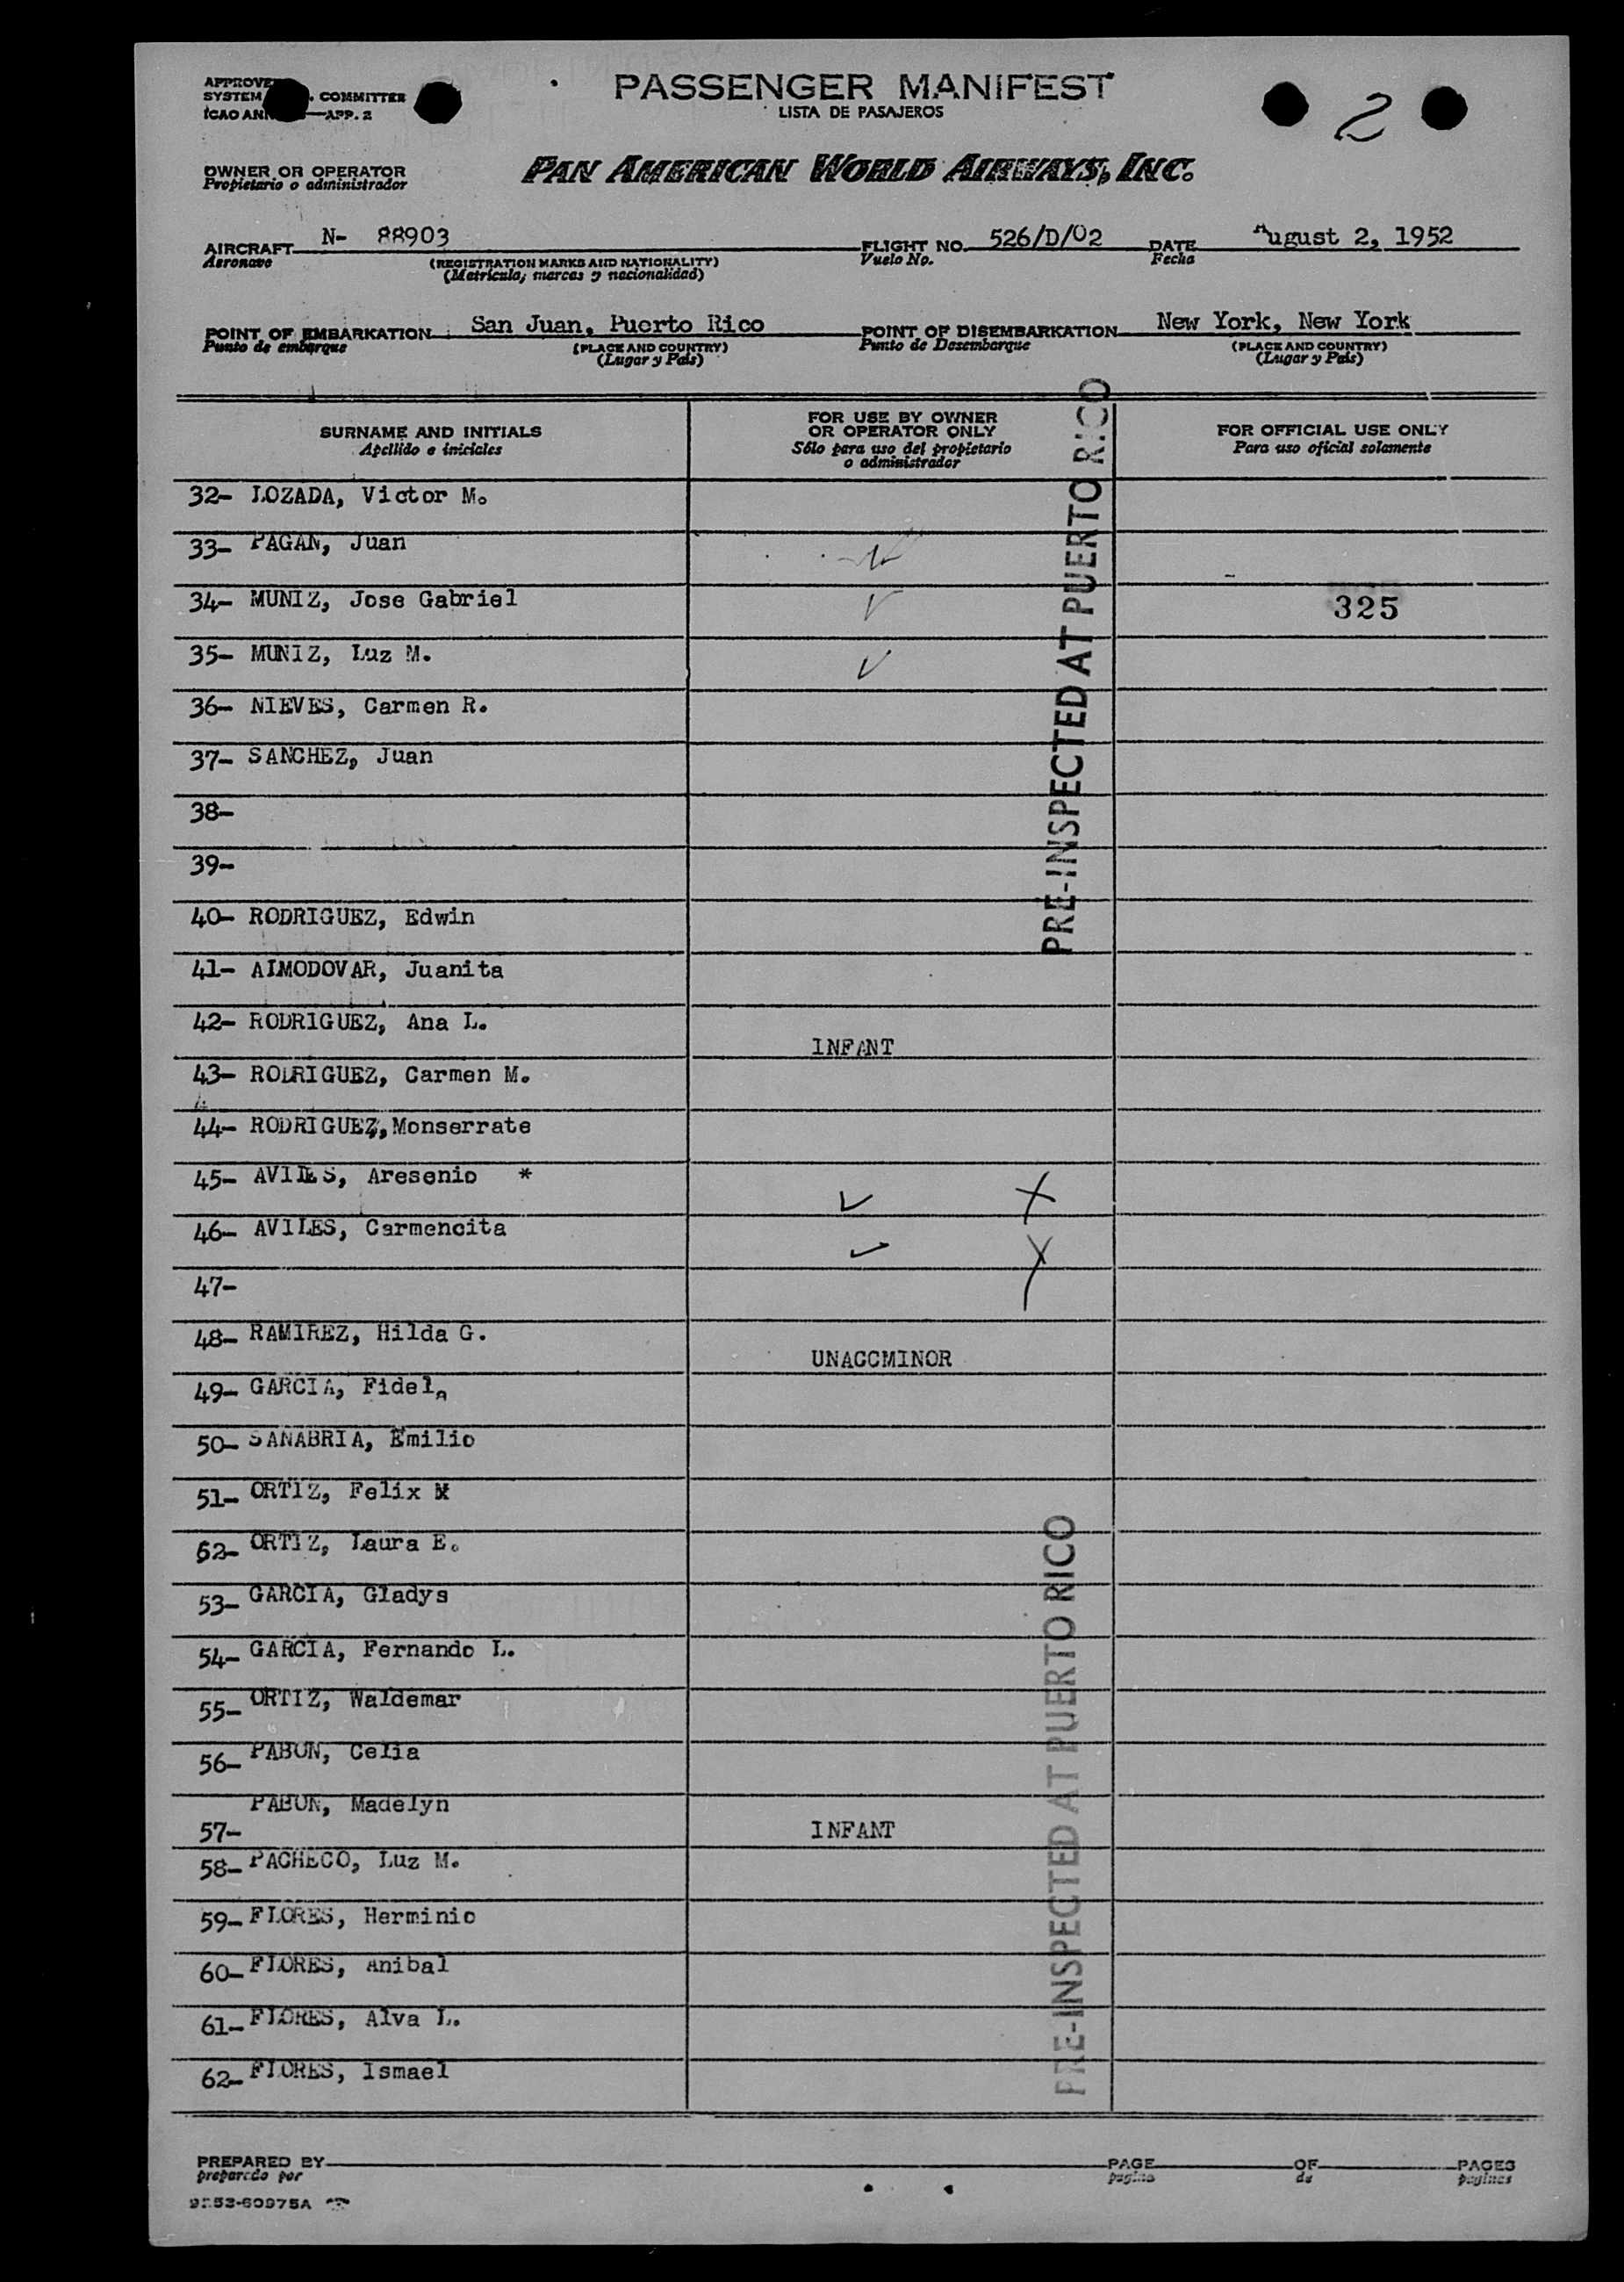 PASSENGER MANIFEST
LISTA DE PASAJEROS
2
SYSTEM COMMITTEE
ICAO APP. 2
OWNER OR OPERATOR
Propietario o administrador
PAN AMERICAN WORLD AIRWAYS, INC.
AIRCRAFT N- 88903 FLIGHT NO. 526/D/02 DATE August 2, 1952
Aeronave (REGISTRATION MARKS AND NATIONALITY) Vuelo No. Fecha
(Matrícula, marcas y nacionalidad)
POINT OF EMBARKATION San Juan, Puerto Rico POINT OF DISEMBARKATION New York, New York
Punto de embarque (PLACE AND COUNTRY) Punto de Desembarque (PLACE AND COUNTRY)
(Lugar y País) (Lugar y País)
SURNAME AND INITIALS FOR USE BY OWNER OR OPERATOR ONLY FOR OFFICIAL USE ONLY
Apellido e iniciales Sólo para uso del propietario o administrador Para uso oficial solamente
PRE-INSPECTED AT PUERTO RICO
32- LOZADA, Victor M.
33- PAGAN, Juan
34- MUNIZ, Jose Gabriel 325
35- MUNIZ, Luz M.
36- NIEVES, Carmen R.
37- SANCHEZ, Juan
38-
39-
40- RODRIGUEZ, Edwin
41- ALMODOVAR, Juanita
42- RODRIGUEZ, Ana L.
INFANT
43- RODRIGUEZ, Carmen M.
44- RODRIGUEZ, Monserrate
45- AVILES, Aresenio *
46- AVILES, Carmencita
47-
48- RAMIREZ, Hilda G.
UNACCMINOR
49- GARCIA, Fidela
50- SANABRIA, Emilio
51- ORTIZ, Felix M
52- ORTIZ, Laura E.
53- GARCIA, Gladys
54- GARCIA, Fernando L.
55- ORTIZ, Waldemar
56- PABON, Celia
57- PABON, Madelyn
INFANT
58- PACHECO, Luz M.
59- FLORES, Herminio
60- FLORES, Anibal
61- FLORES, Alva L.
62- FLORES, Ismael
PRE-INSPECTED AT PUERTO RICO
PREPARED BY PAGE OF PAGES
preparado por pagina de paginas